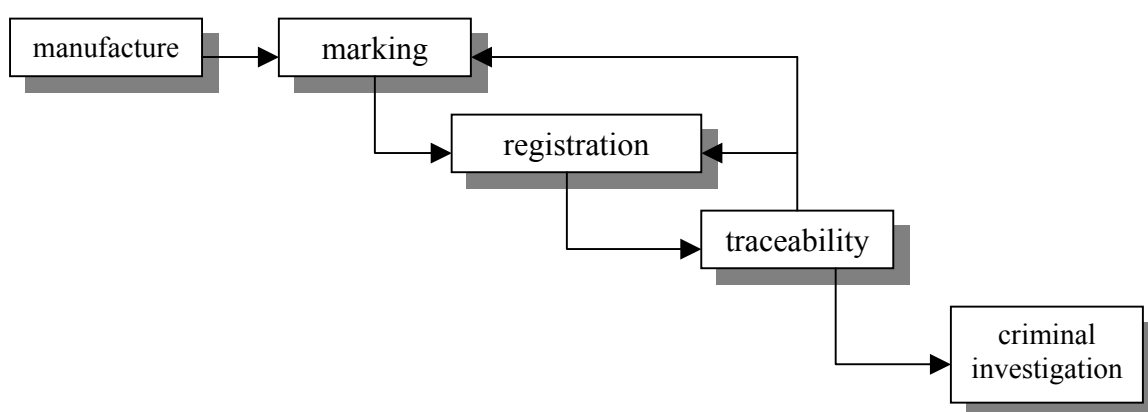 manufacture
marking
registration
traceability
criminal
investigation